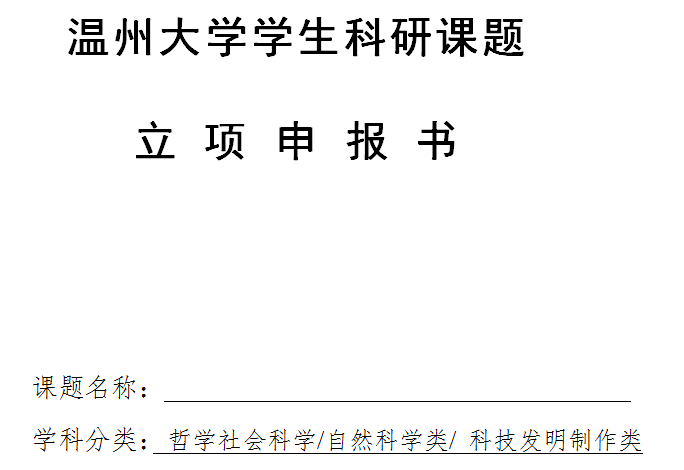 温州大学学生科研课题
立项申报书
课题名称：
学科分类：哲学社会科学/自然科学类/ 科技发明制作类